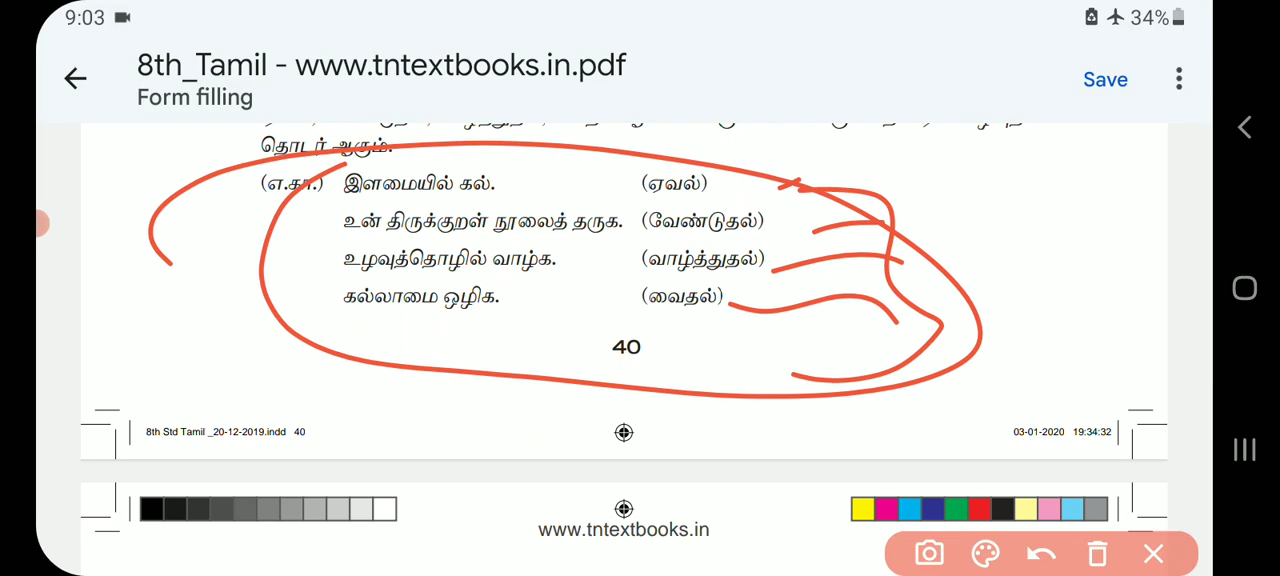 9:03
34%
8th_Tamil - www.tntextbooks.in.pdf
Form filling
Save
தொடர் ஆகும்.
(எ.கா.) இளமையில் கல். (ஏவல்)
உன் திருக்குறள் நூலைத் தருக. (வேண்டுதல்)
உழவுத்தொழில் வாழ்க. (வாழ்த்துதல்)
கல்லாமை ஒழிக. (வைதல்)
40
8th Std Tamil _20-12-2019.indd 40
03-01-2020 19:34:32
www.tntextbooks.in